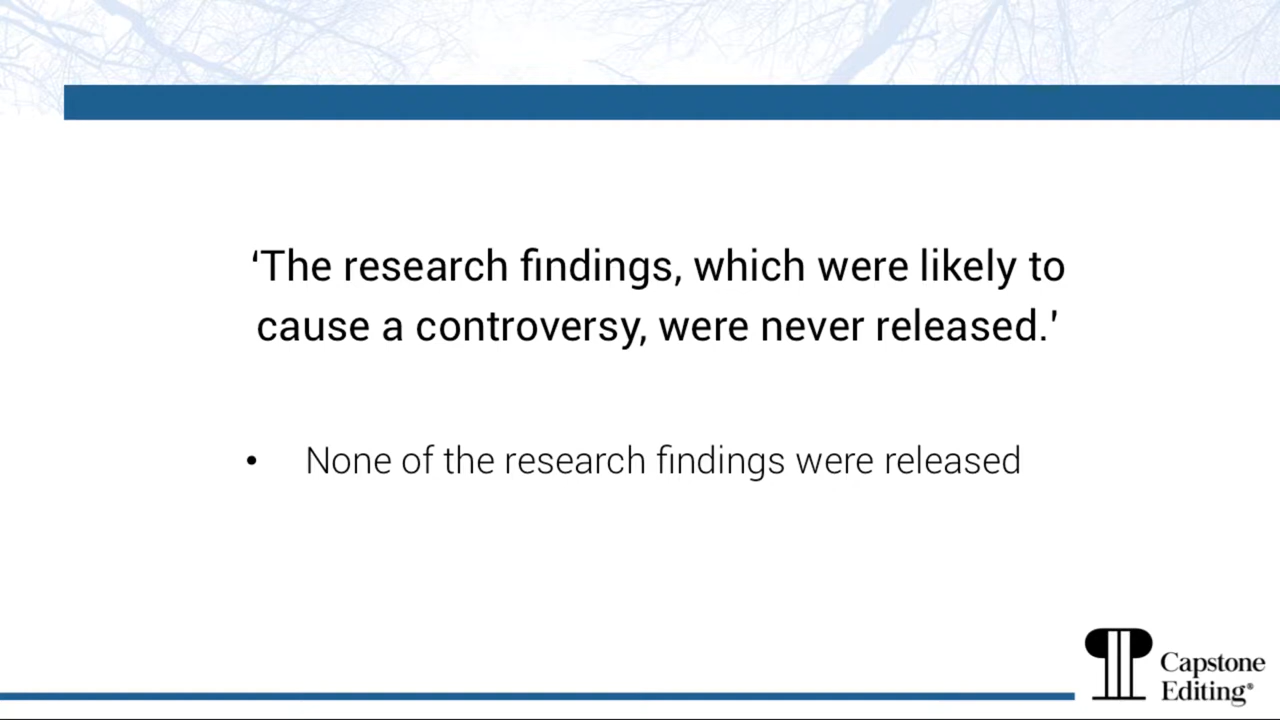 ‘The research findings, which were likely to
cause a controversy, were never released.’
• None of the research findings were released
Capstone
Editing®